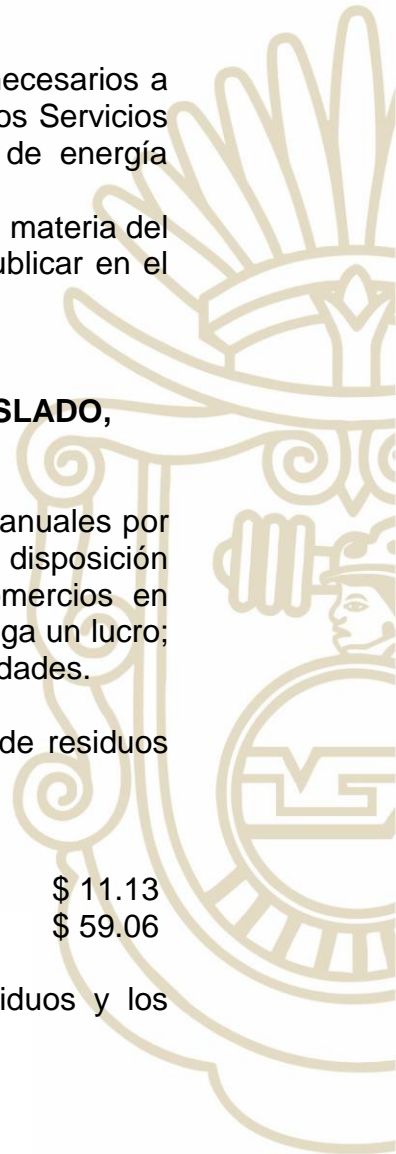 necesarios a
os Servicios
de energía
materia del
ublicar en el
SLADO,
anuales por
disposición
omercios en
ga un lucro;
dades.
de residuos
$ 11.13
$ 59.06
iduos y los